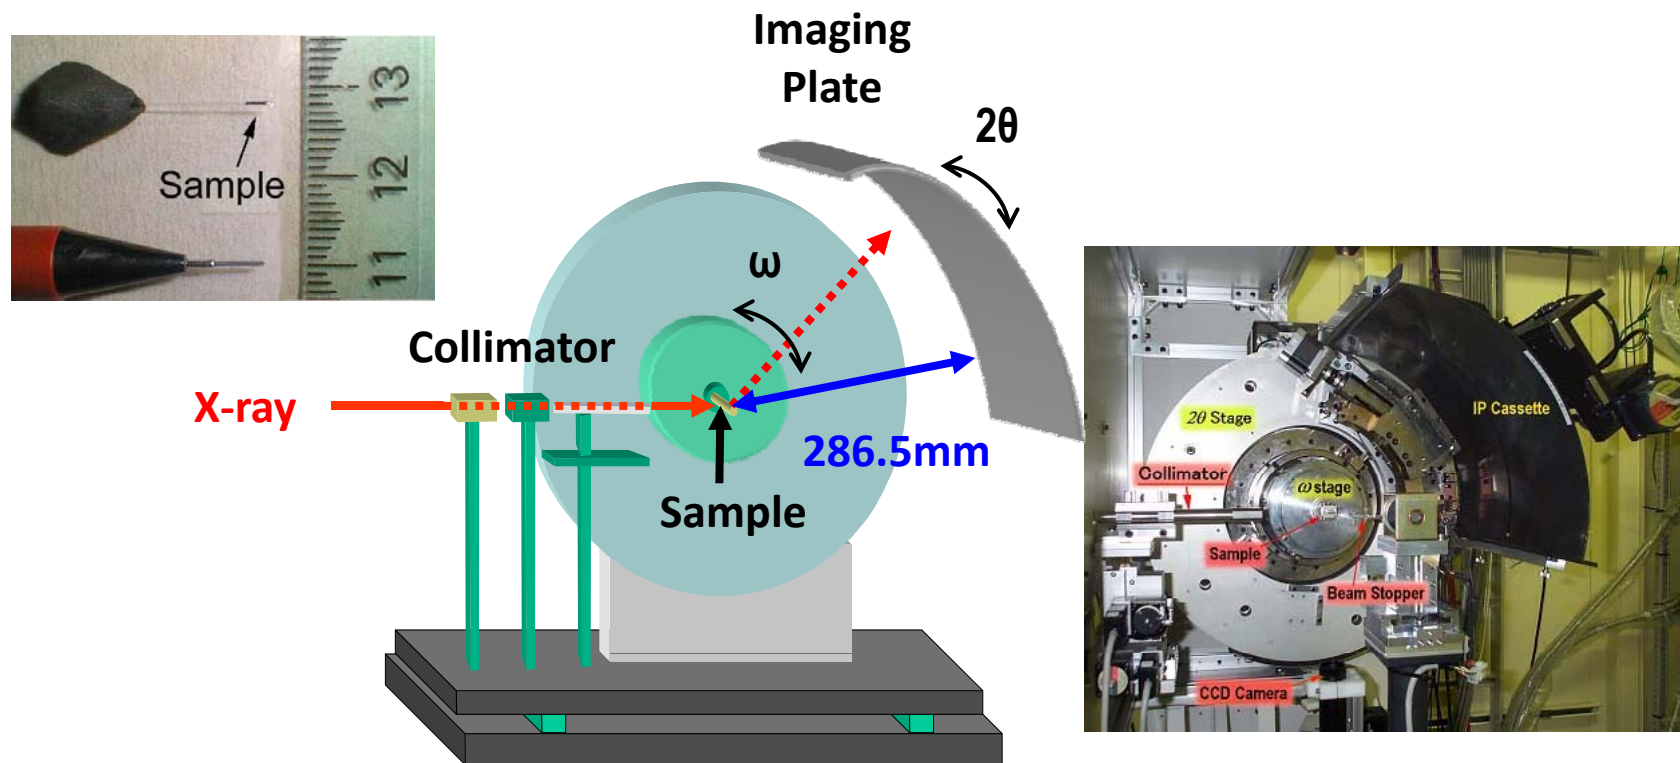 Imaging
Plate
2θ
13
Sample
12
11
ω
Collimator
X-ray
286.5mm
Sample
2θ Stage
IP Cassette
Collimator
ω stage
Sample
Beam Stopper
CCD Camera